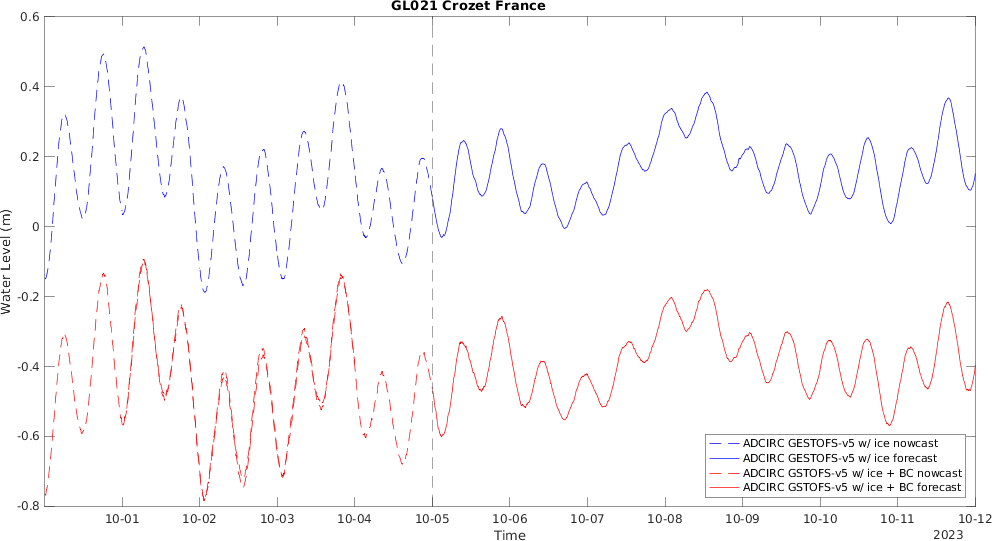 GL021 Crozet France
0.6
0.4
0.2
0
-0.2
-0.4
-0.6
-0.8
Water Level (m)
ADCIRC GESTOFS-v5 w/ ice nowcast
ADCIRC GESTOFS-v5 w/ ice forecast
ADCIRC GSTOFS-v5 w/ ice + BC nowcast
ADCIRC GSTOFS-v5 w/ ice + BC forecast
10-01 10-02 10-03 10-04 10-05 10-06 10-07 10-08 10-09 10-10 10-11 10-12
Time
2023